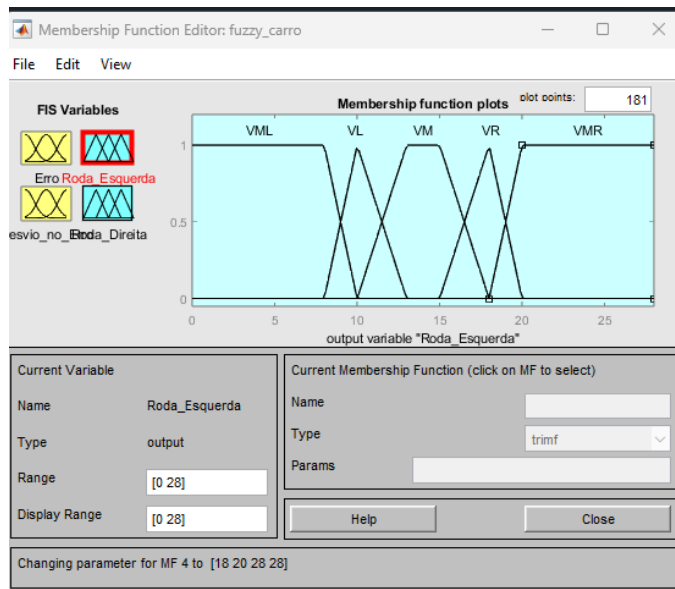 Membership Function Editor: fuzzy_carro
File Edit View
FIS Variables
Membership function plots
plot points: 181
VML VL VM VR VMR
Erro Roda_Esquerda
Roda_Direita
1
0.5
0
0 5 10 15 20 25
output variable "Roda_Esquerda"
Current Variable
Name Roda_Esquerda
Type output
Range [0 28]
Display Range [0 28]
Current Membership Function (click on MF to select)
Name
Type trimf
Params
Help Close
Changing parameter for MF 4 to [18 20 28 28]